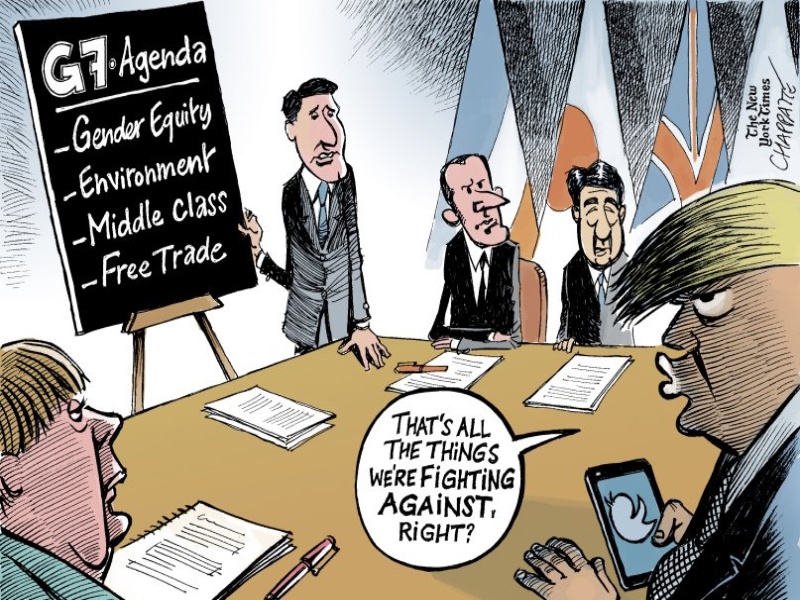 G7 · Agenda
- Gender Equity
- Environment
- Middle Class
- Free Trade
The New
York Times
CHAPPATTE
THAT'S ALL
THE THINGS
WE'RE FIGHTING
AGAINST,
RIGHT?